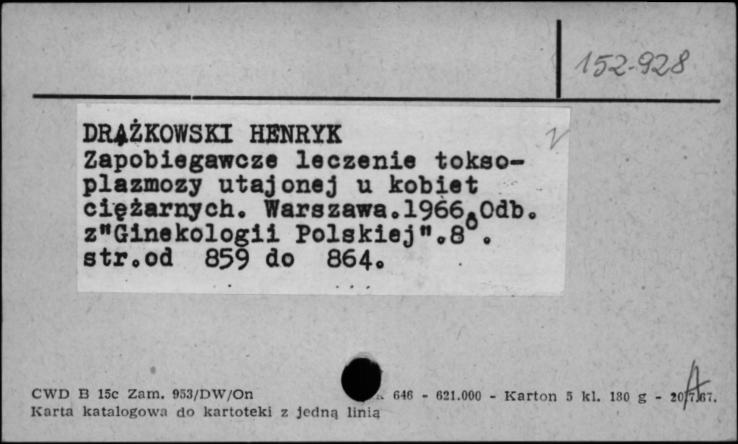 152-928
DRĄŻKOWSKI HENRYK
Zapobiegawcze leczenie tokso-
plazmozy utajonej u kobiet
ciężarnych. Warszawa.1966.Odb.
z"Ginekologii Polskiej".8°.
str.od 859 do 864.
CWD B 15c Zam. 953/DW/On 646 - 621.000 - Karton 5 kl. 180 g - 20/7/67.
Karta katalogowa do kartoteki z jedną linią